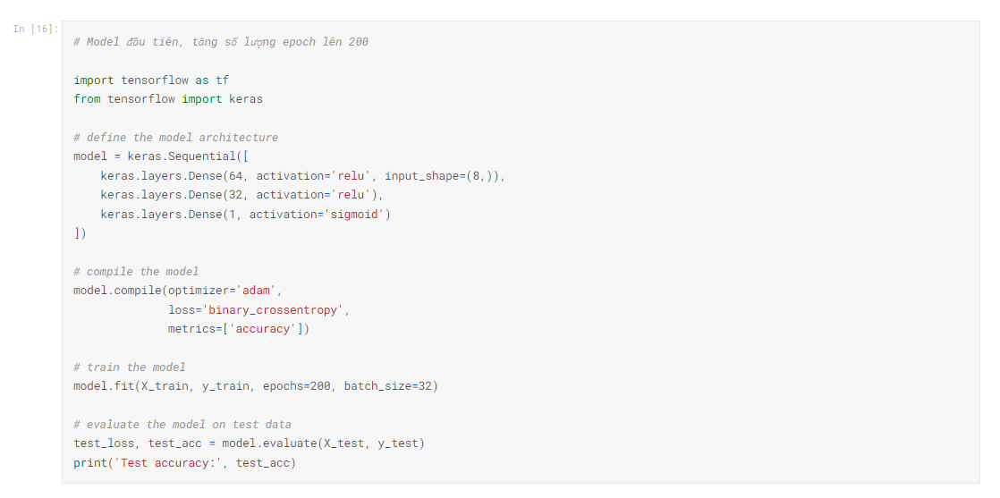 In [16]:
# Model đầu tiên, tăng số lượng epoch lên 200
import tensorflow as tf
from tensorflow import keras
# define the model architecture
model = keras.Sequential([
    keras.layers.Dense(64, activation='relu', input_shape=(8,)),
    keras.layers.Dense(32, activation='relu'),
    keras.layers.Dense(1, activation='sigmoid')
])
# compile the model
model.compile(optimizer='adam',
              loss='binary_crossentropy',
              metrics=['accuracy'])
# train the model
model.fit(X_train, y_train, epochs=200, batch_size=32)
# evaluate the model on test data
test_loss, test_acc = model.evaluate(X_test, y_test)
print('Test accuracy:', test_acc)